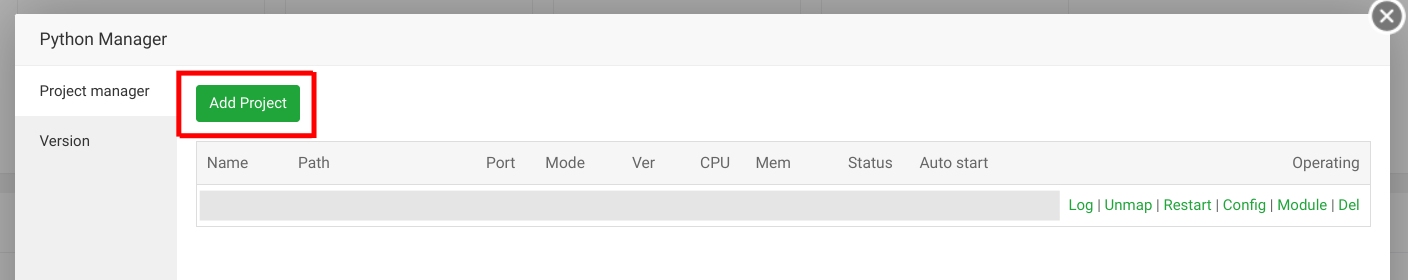 Python Manager
Project manager
Add Project
Version
Name Path Port Mode Ver CPU Mem Status Auto start Operating
Log | Unmap | Restart | Config | Module | Del